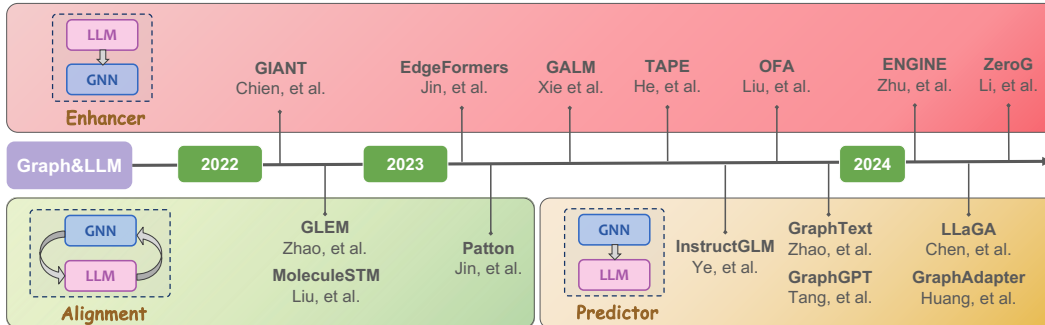 LLM
GNN
Enhancer
GIANT
Chien, et al.
EdgeFormers
Jin, et al.
GALM
Xie et al.
TAPE
He, et al.
OFA
Liu, et al.
ENGINE
Zhu, et al.
ZeroG
Li, et al.
Graph&LLM
2022
2023
2024
GNN
LLM
Alignment
GLEM
Zhao, et al.
MoleculeSTM
Liu, et al.
Patton
Jin, et al.
GNN
LLM
Predictor
InstructGLM
Ye, et al.
GraphText
Zhao, et al.
GraphGPT
Tang, et al.
LLaGA
Chen, et al.
GraphAdapter
Huang, et al.